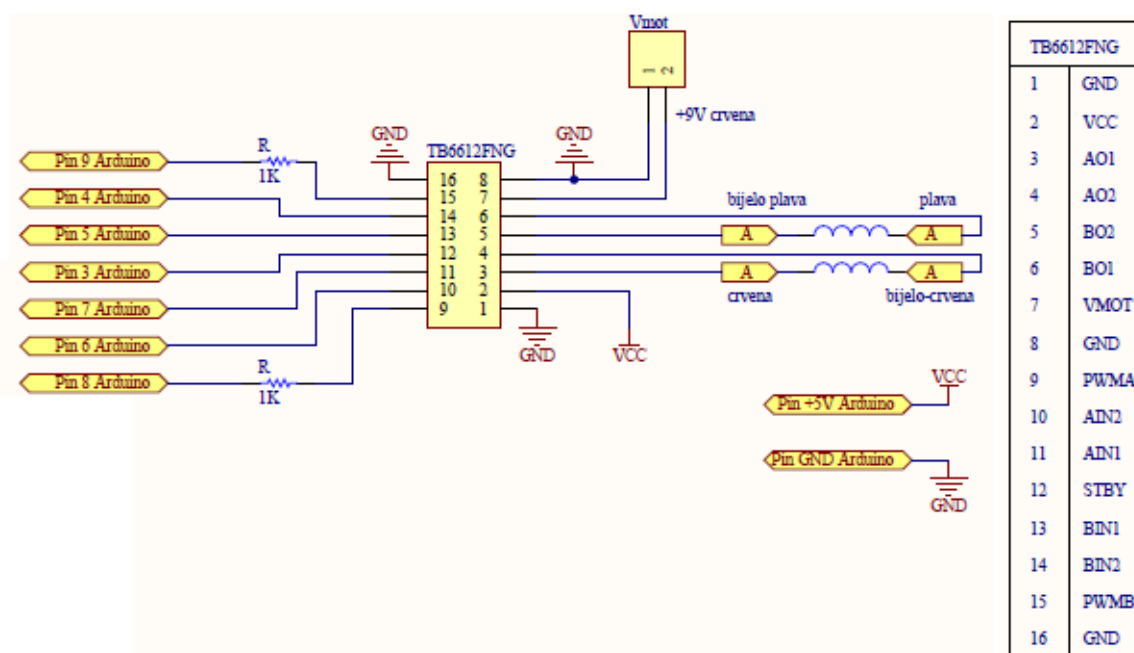 Vmot
1 2
+9V crvena
GND
GND
TB6612FNG
R
1K
Pin 9 Arduino
Pin 4 Arduino
Pin 5 Arduino
Pin 3 Arduino
Pin 7 Arduino
Pin 6 Arduino
Pin 8 Arduino
R
1K
16 8
15 7
14 6
13 5
12 4
11 3
10 2
9 1
GND
VCC
bijelo plava
plava
A
A
A
A
crvena
bijelo-crvena
VCC
Pin +5V Arduino
Pin GND Arduino
GND
TB6612FNG
1 GND
2 VCC
3 AO1
4 AO2
5 BO2
6 BO1
7 VMOT
8 GND
9 PWMA
10 AIN2
11 AIN1
12 STBY
13 BIN1
14 BIN2
15 PWMB
16 GND